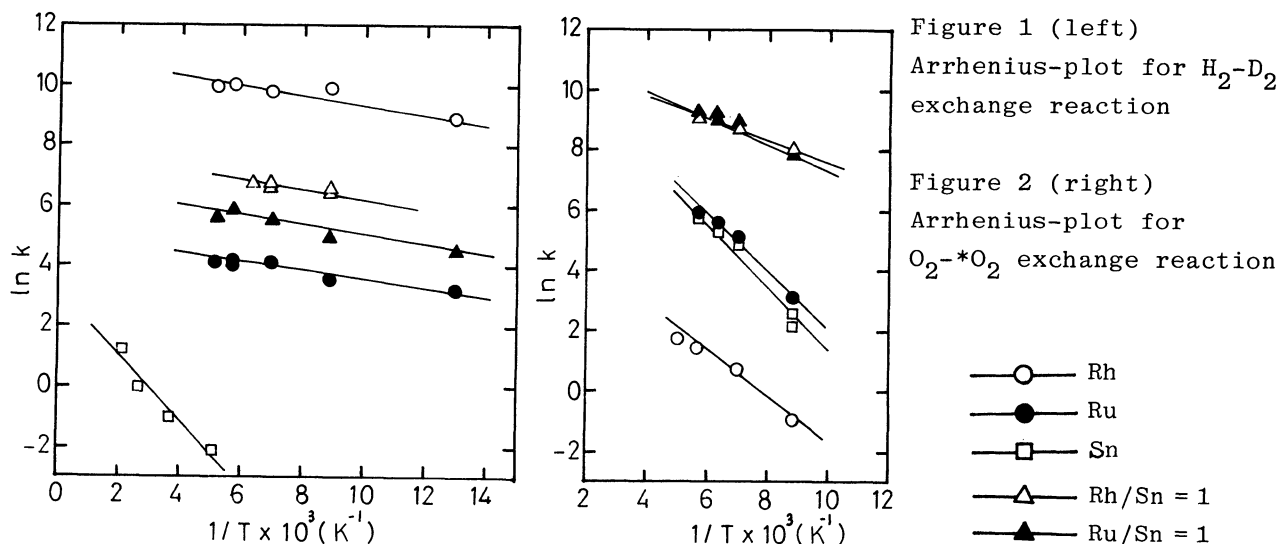 12
10
8
6
4
2
0
-2
ln k
0 2 4 6 8 10 12 14
1/T x 10³ (K⁻¹)
12
10
8
6
4
2
0
-2
ln k
2 4 6 8 10 12
1/T x 10³ (K⁻¹)
Figure 1 (left)
Arrhenius-plot for H₂-D₂
exchange reaction
Figure 2 (right)
Arrhenius-plot for
O₂-*O₂ exchange reaction
Rh
Ru
Sn
Rh/Sn = 1
Ru/Sn = 1